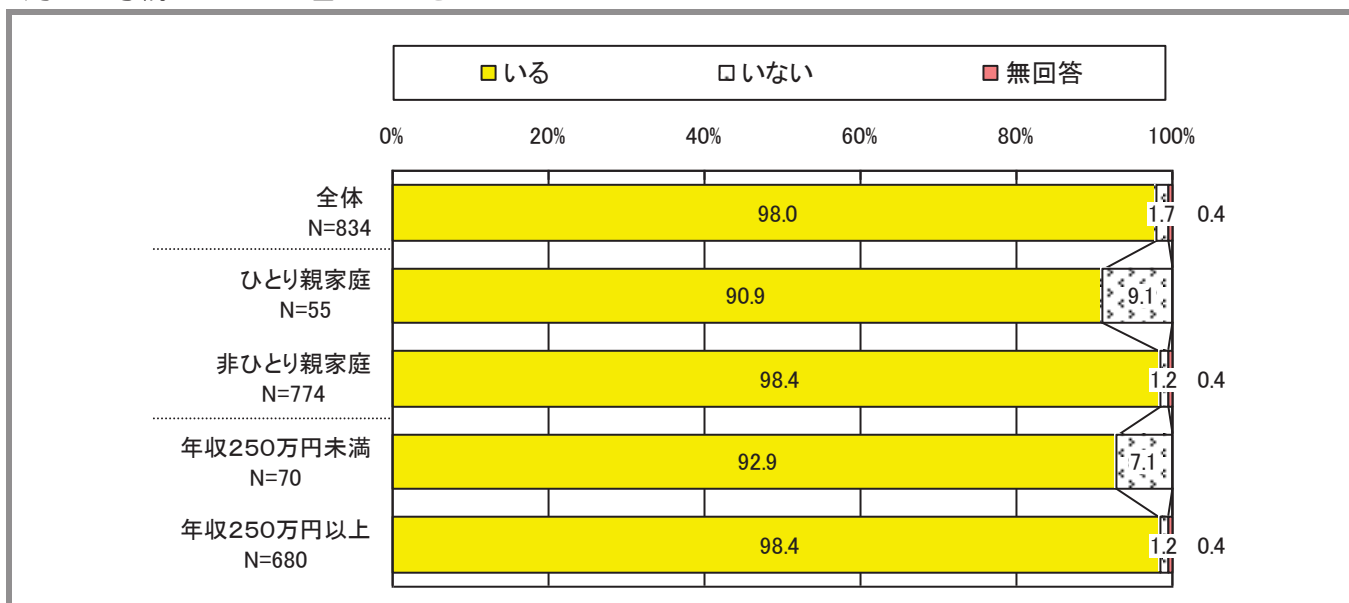 いる いない 無回答
0% 20% 40% 60% 80% 100%
全体
N=834
98.0 1.7 0.4
ひとり親家庭
N=55
90.9 9.1
非ひとり親家庭
N=774
98.4 1.2 0.4
年収250万円未満
N=70
92.9 7.1
年収250万円以上
N=680
98.4 1.2 0.4